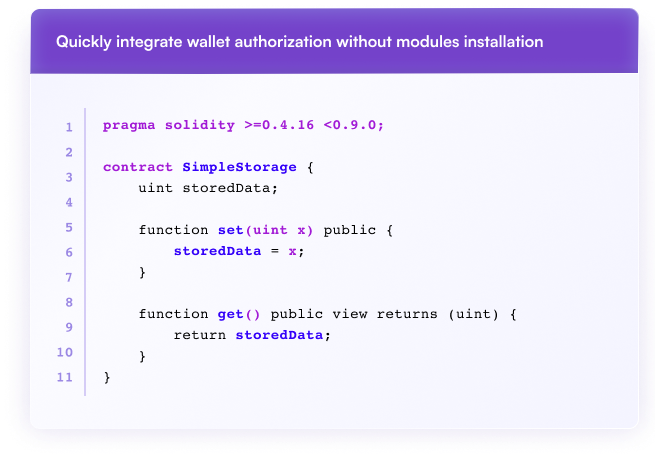 Quickly integrate wallet authorization without modules installation
1
2
3
4
5
6
7
8
9
10
11
pragma solidity >=0.4.16 <0.9.0;
contract SimpleStorage {
uint storedData;
function set(uint x) public {
storedData = x;
}
function get() public view returns (uint) {
return storedData;
}
}